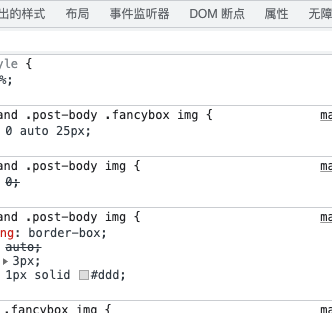 出的样式 布局 事件监听器 DOM 断点 属性 无障
yle {
%;
and .post-body .fancybox img { ma
0 auto 25px;
and .post-body img { ma
0;
and .post-body img { ma
ng: border-box;
auto;
3px;
1px solid #ddd;
.fancybox img { ma